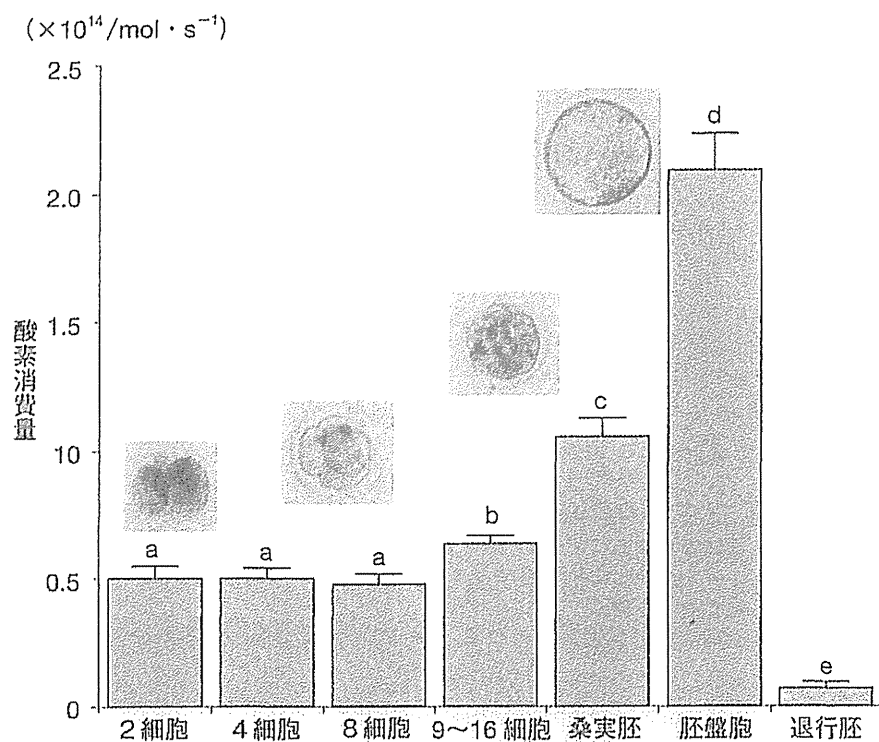 (×10¹⁴/mol・s⁻¹)
2.5
2.0
1.5
10
0.5
0
酸素消費量
a
a
a
b
c
d
e
2細胞
4細胞
8細胞
9〜16細胞
桑実胚
胚盤胞
退行胚